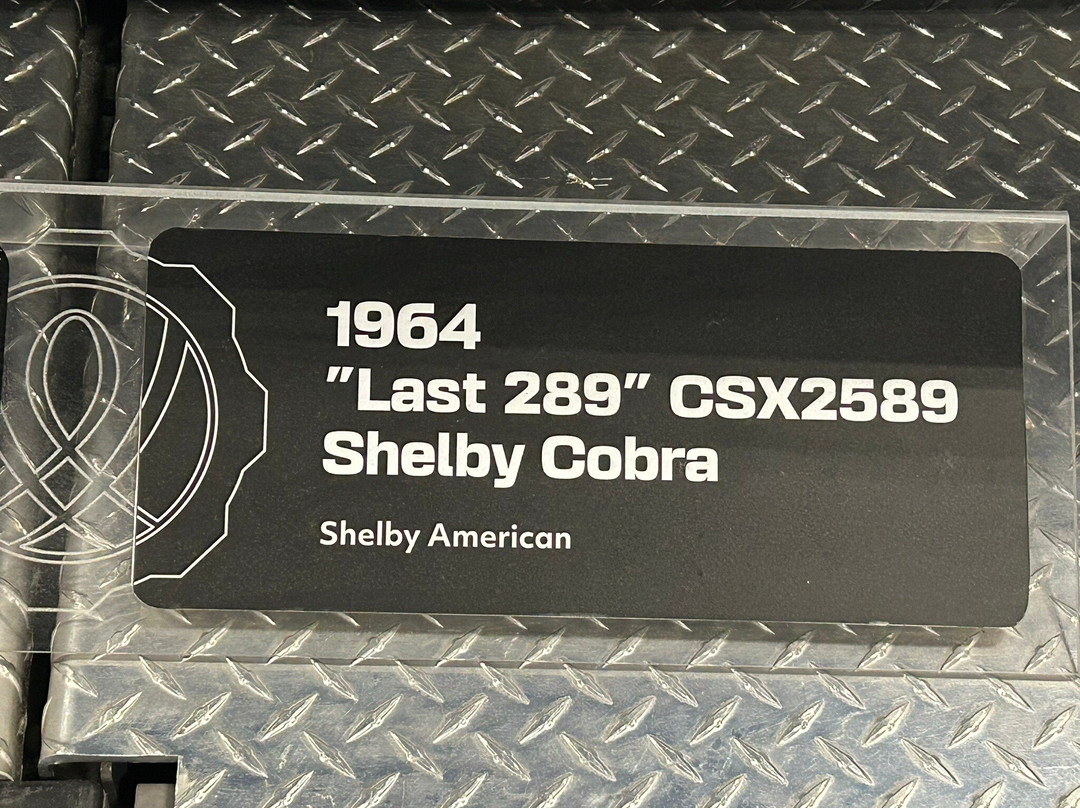 1964
"Last 289" CSX2589
Shelby Cobra
Shelby American